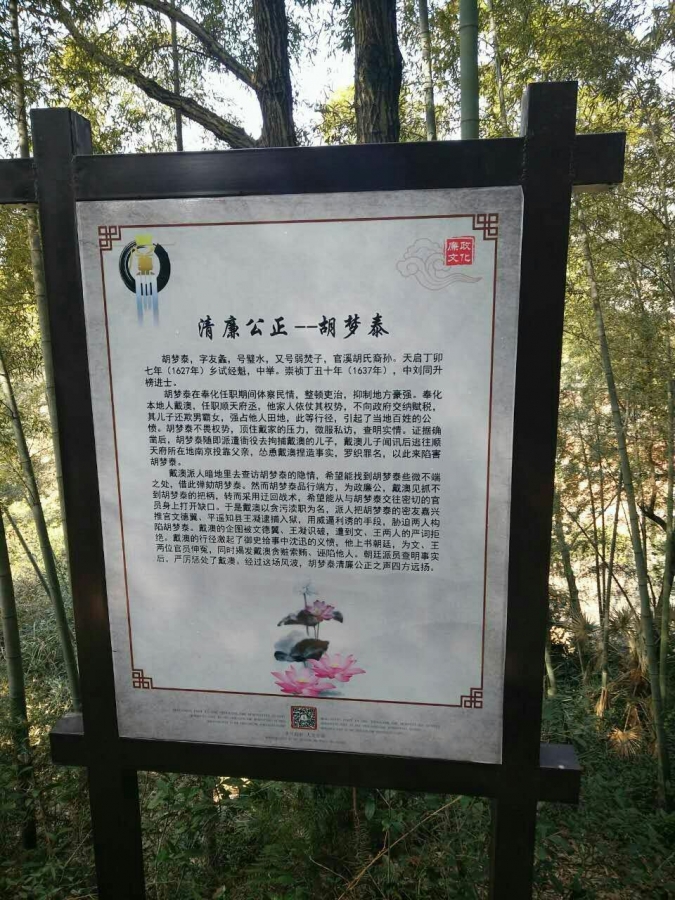 廉政
文化
清廉公正--胡梦泰
胡梦泰，字友蠡，号璧水，又号弱焚子，官溪胡氏裔孙。天启丁卯
七年（1627年）乡试经魁，中举。崇祯丁丑十年（1637年），中刘同升
榜进士。
胡梦泰在奉化任职期间体察民情，整顿吏治，抑制地方豪强。奉化
本地人戴澳，任职顺天府丞，他家人依仗其权势，不向政府交纳赋税，
其儿子还欺男霸女，强占他人田地，此等行径，引起了当地百姓的公
愤。胡梦泰不畏权势，顶住戴家的压力，微服私访，查明实情。证据确
凿后，胡梦泰随即派遣衙役去拘捕戴澳的儿子，戴澳儿子闻讯后逃往顺
天府所在地南京投靠父亲，怂恿戴澳捏造事实，罗织罪名，以此来陷害
胡梦泰。
戴澳派人暗地里去查访胡梦泰的隐情，希望能找到胡梦泰些微不端
之处，借此弹劾胡梦泰。然而胡梦泰品行端方，为政廉公，戴澳见抓不
到胡梦泰的把柄，转而采用迂回战术，希望能从与胡梦泰交往密切的官
员身上打开缺口。于是戴澳以贪污渎职为名，派人把胡梦泰的密友嘉兴
推官文德翼、平遥知县王凝逮捕入狱，用威逼利诱的手段，胁迫两人构
陷胡梦泰。戴澳的企图被文德翼、王凝识破，遭到文、王两人的严词拒
绝。戴澳的行径激起了御史给事中沈迅的义愤，他上书朝廷，为文、王
两位官员伸冤，同时揭发戴澳贪赃索贿、诬陷他人。朝廷派员查明事实
后，严厉惩处了戴澳。经过这场风波，胡梦泰清廉公正之声四方远扬。